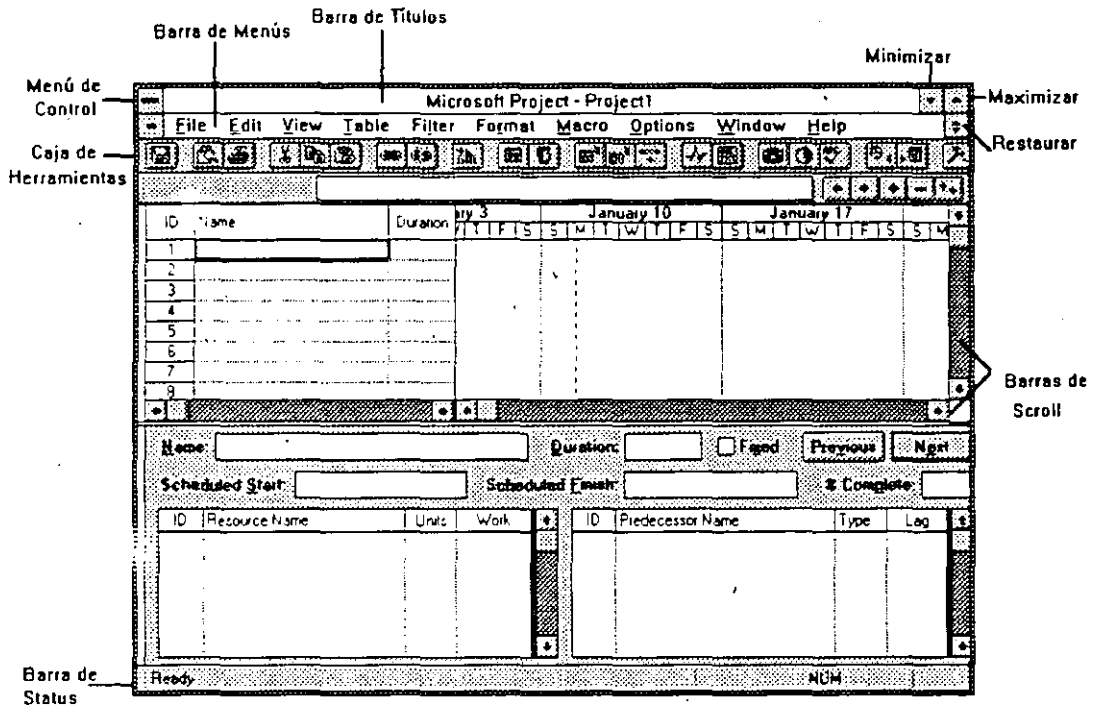 Barra de Títulos
Barra de Menús
Minimizar
Menú de
Control
Microsoft Project - Project1
Maximizar
File Edit View Table Filter Format Macro Options Window Help
Restaurar
Caja de
Herramientas
ID Name Duration
ry 3 January 10 January 17
T F S S M T W T F S S M T W T F S S M
1
2
3
4
5
6
7
8
Barras de
Scroll
Name: Duration: Fixed Previous Next
Scheduled Start: Scheduled Finish: % Complete:
ID Resource Name Units Work
ID Predecessor Name Type Lag
Barra de
Status
Ready NUM